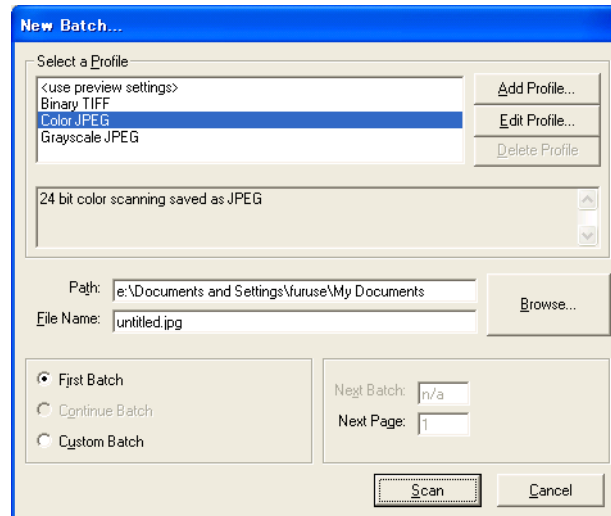 New Batch...
Select a Profile
<use preview settings>
Binary TIFF
Color JPEG
Grayscale JPEG
Add Profile...
Edit Profile...
Delete Profile
24 bit color scanning saved as JPEG
Path: e:\Documents and Settings\furuse\My Documents
File Name: untitled.jpg
Browse...
First Batch
Continue Batch
Custom Batch
Next Batch: n/a
Next Page: 1
Scan
Cancel